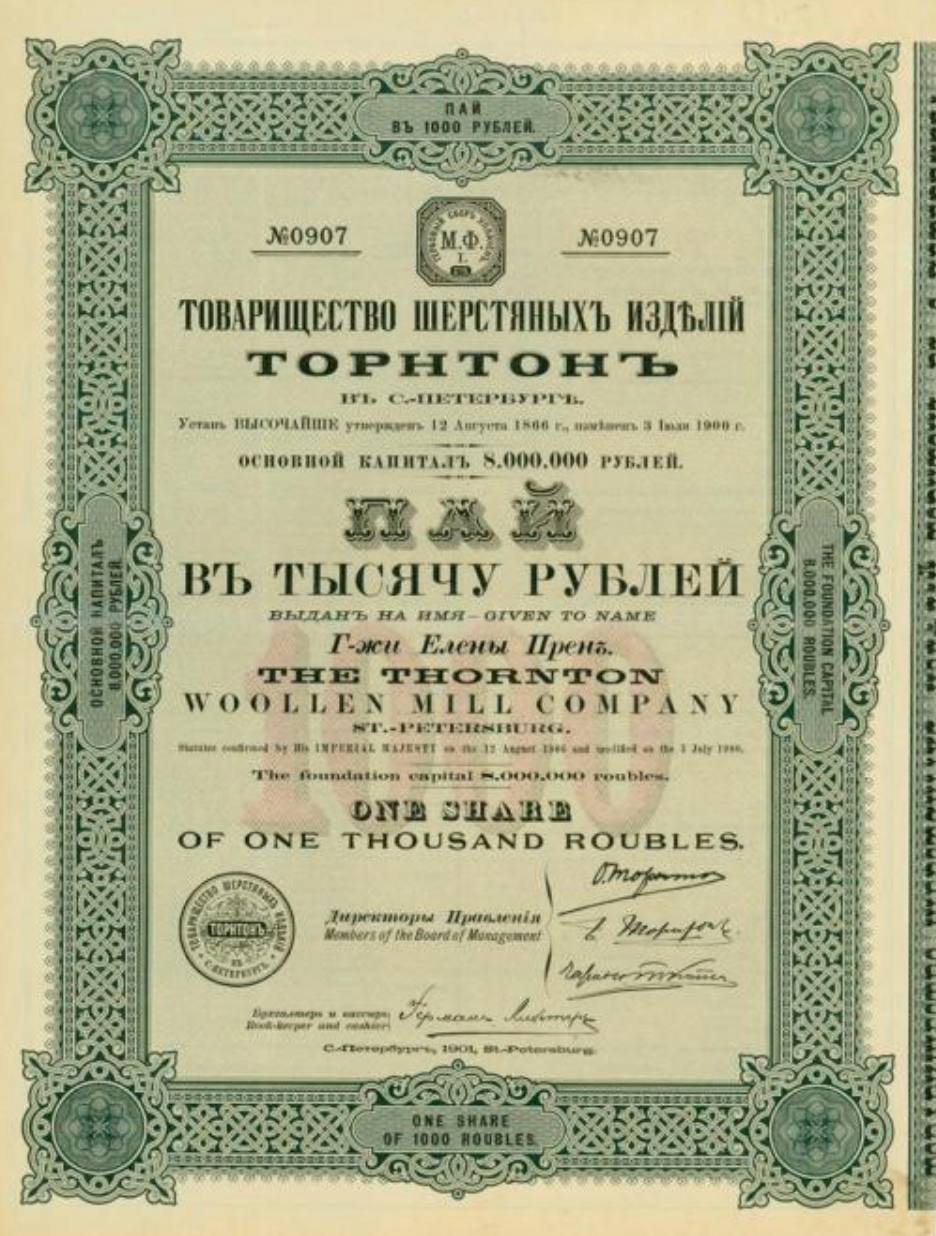 ПАЙ
ВЪ 1000 РУБЛЕЙ.
№0907
М.Ф.
I.
№0907
ТОВАРИЩЕСТВО ШЕРСТЯНЫХЪ ИЗДѢЛІЙ
ТОРНТОНЪ
ВЪ С.-ПЕТЕРБУРГѢ.
Уставъ ВЫСОЧАЙШЕ утвержденъ 12 Августа 1866 г., измѣненъ 3 Іюля 1900 г.
ОСНОВНОЙ КАПИТАЛЪ 8.000.000 РУБЛЕЙ.
ПАЙ
ВЪ ТЫСЯЧУ РУБЛЕЙ
ВЫДАНЪ НА ИМЯ – GIVEN TO NAME
Г-жи Елены Пренъ.
THE THORNTON
WOOLLEN MILL COMPANY
ST.-PETERSBURG.
Statutes confirmed by His IMPERIAL MAJESTY on the 12 August and modified on the July 1900.
The foundation capital 8.000.000 roubles.
1000
ONE SHARE
OF ONE THOUSAND ROUBLES.
ОСНОВНОЙ КАПИТАЛЪ
8.000.000 РУБЛЕЙ.
THE FOUNDATION CAPITAL
8.000.000 ROUBLES.
ТОВАРИЩЕСТВО ШЕРСТЯНЫХЪ ИЗДѢЛІЙ
ТОРНТОНЪ
ВЪ
С-ПЕТЕРБУРГѢ
Директоры Правленія
Members of the Board of Management
Бухгалтеръ и кассиръ
Book-keeper and cashier
С.-Петербургъ, 1901, St.-Petersburg.
ONE SHARE
OF 1000 ROUBLES.